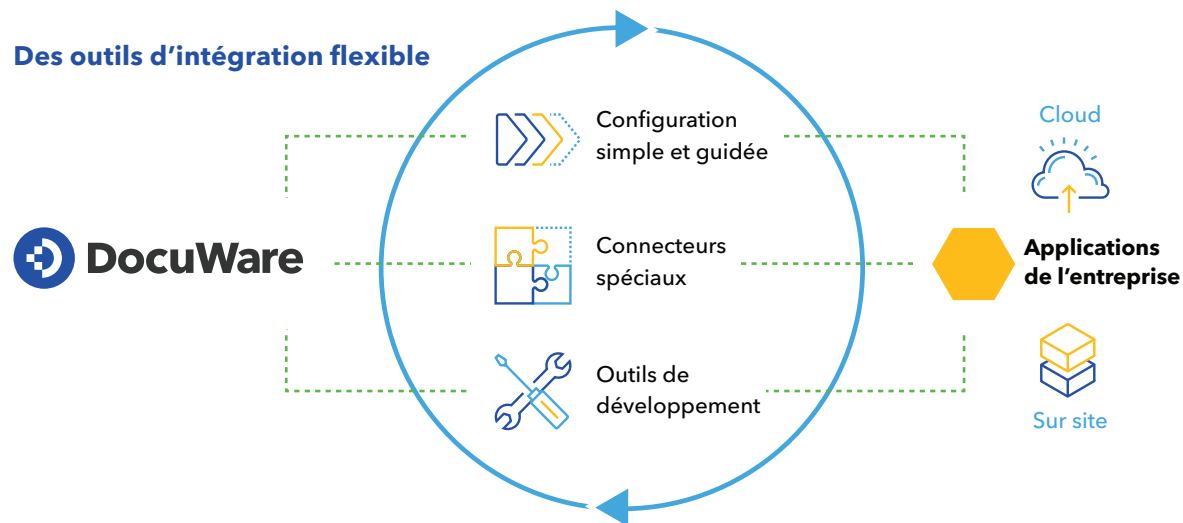 Des outils d’intégration flexible
Configuration
simple et guidée
Cloud
DocuWare
Connecteurs
spéciaux
Applications
de l’entreprise
Outils de
développement
Sur site